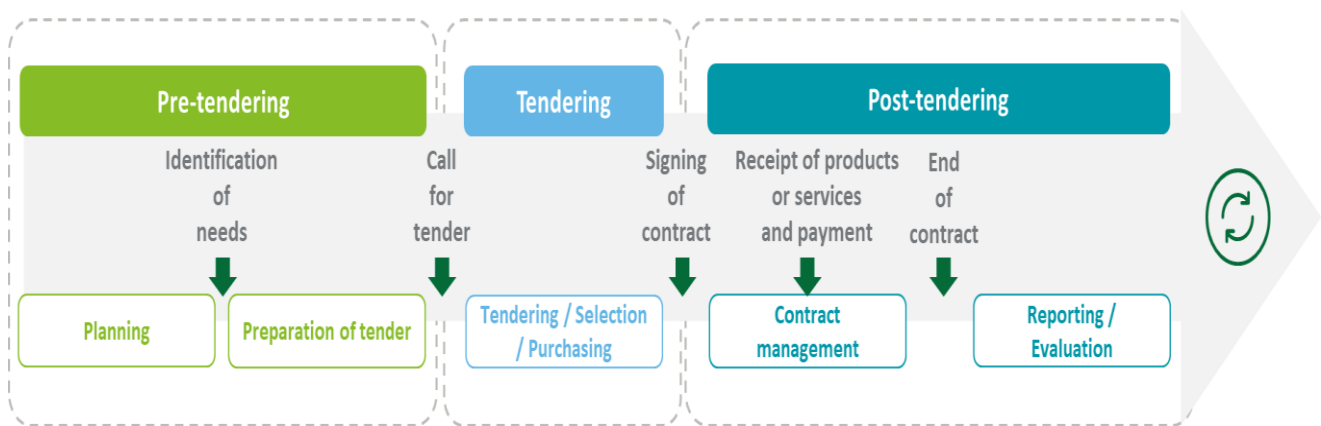 Pre-tendering
Tendering
Post-tendering
Identification
of
needs
Call
for
tender
Signing
of
contract
Receipt of products
or services
and payment
End
of
contract
Planning
Preparation of tender
Tendering / Selection
/ Purchasing
Contract
management
Reporting /
Evaluation